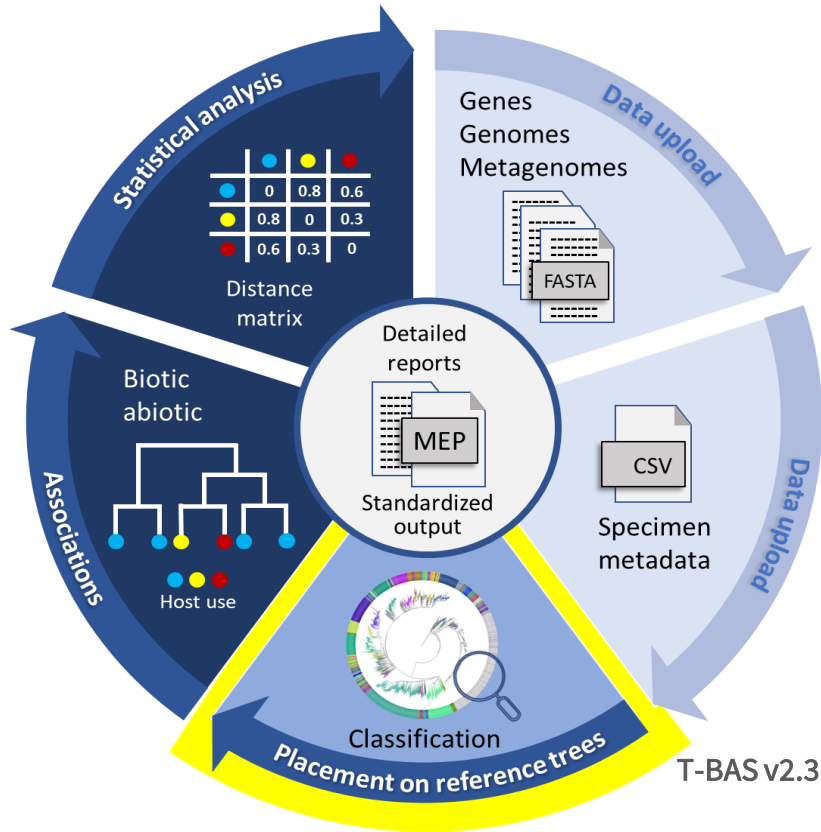 Statistical analysis
0 0.8 0.6
0.8 0 0.3
0.6 0.3 0
Distance
matrix
Data upload
Genes
Genomes
Metagenomes
FASTA
Data upload
CSV
Specimen
metadata
Classification
Placement on reference trees
Associations
Biotic
abiotic
Host use
Detailed
reports
MEP
Standardized
output
T-BAS v2.3